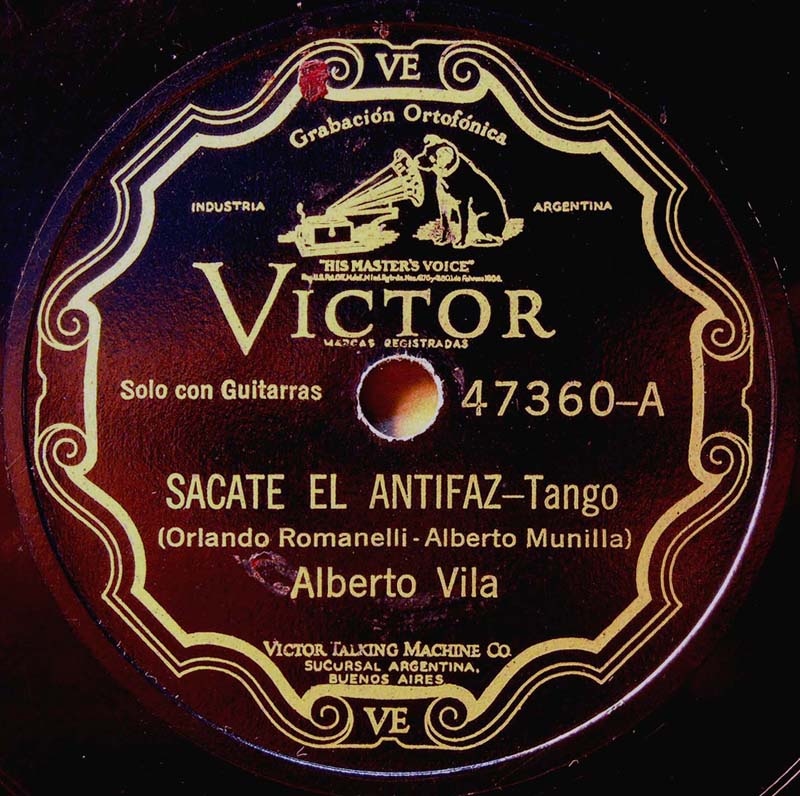 VE
Grabación Ortofónica
INDUSTRIA ARGENTINA
"HIS MASTER'S VOICE"
VICTOR
MARCAS REGISTRADAS
Solo con Guitarras 47360-A
SACATE EL ANTIFAZ-Tango
(Orlando Romanelli - Alberto Munilla)
Alberto Vila
VICTOR TALKING MACHINE CO.
SUCURSAL ARGENTINA.
BUENOS AIRES
VE